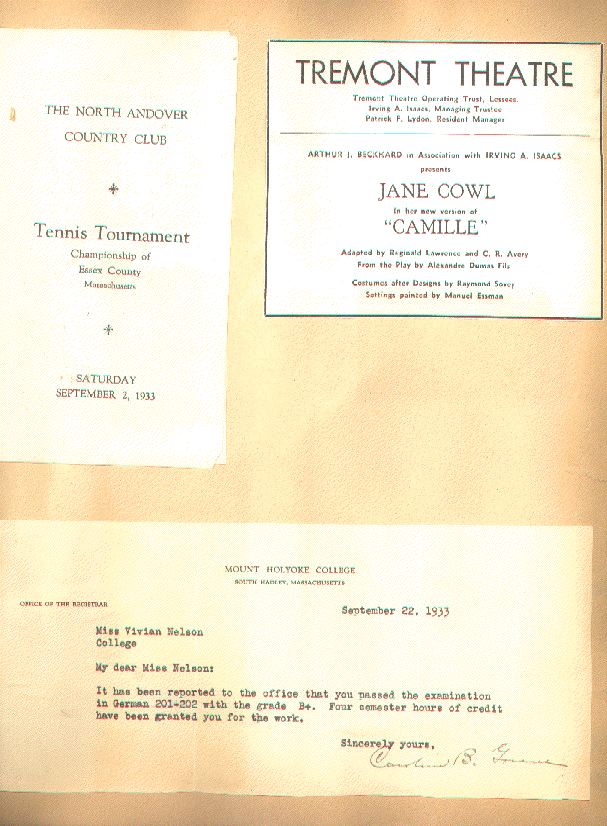 THE NORTH ANDOVER
COUNTRY CLUB
Tennis Tournament
Championship of
Essex County
Massachusetts
SATURDAY
SEPTEMBER 2, 1933
TREMONT THEATRE
Tremont Theatre Operating Trust, Lessees.
Irving A. Isaacs, Managing Trustee
Patrick F. Lydon, Resident Manager
ARTHUR J. BECKHARD in Association with IRVING A. ISAACS
presents
JANE COWL
In her new version of
"CAMILLE"
Adapted by Reginald Lawrence and C. R. Avery
From the Play by Alexandre Dumas Fils
Costumes after Designs by Raymond Sovey
Settings painted by Manuel Essman
MOUNT HOLYOKE COLLEGE
SOUTH HADLEY, MASSACHUSETTS
OFFICE OF THE REGISTRAR
September 22, 1933
Miss Vivian Nelson
College
My dear Miss Nelson:
It has been reported to the office that you passed the examination
in German 201-202 with the grade B+. Four semester hours of credit
have been granted you for the work.
Sincerely yours,
Caroline B. Greene